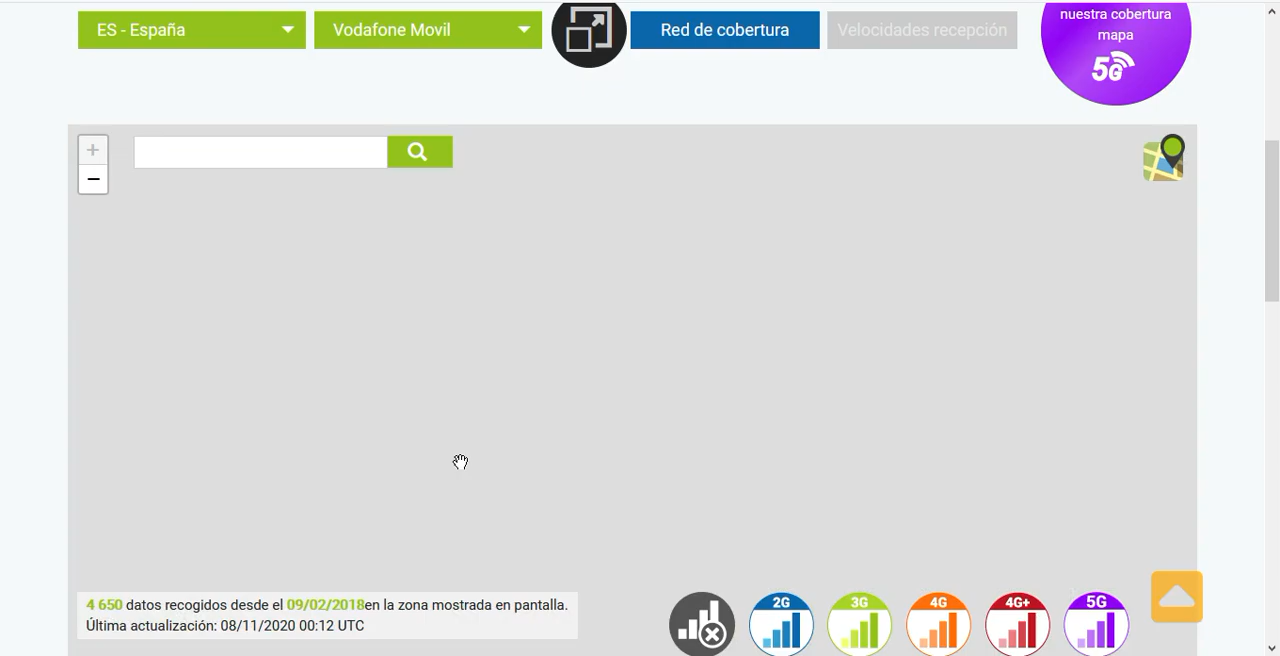 ES - España
Vodafone Movil
Red de cobertura
Velocidades recepción
nuestra cobertura
mapa
5G
+
−
4 650 datos recogidos desde el 09/02/2018en la zona mostrada en pantalla.
Última actualización: 08/11/2020 00:12 UTC
2G
3G
4G
4G+
5G